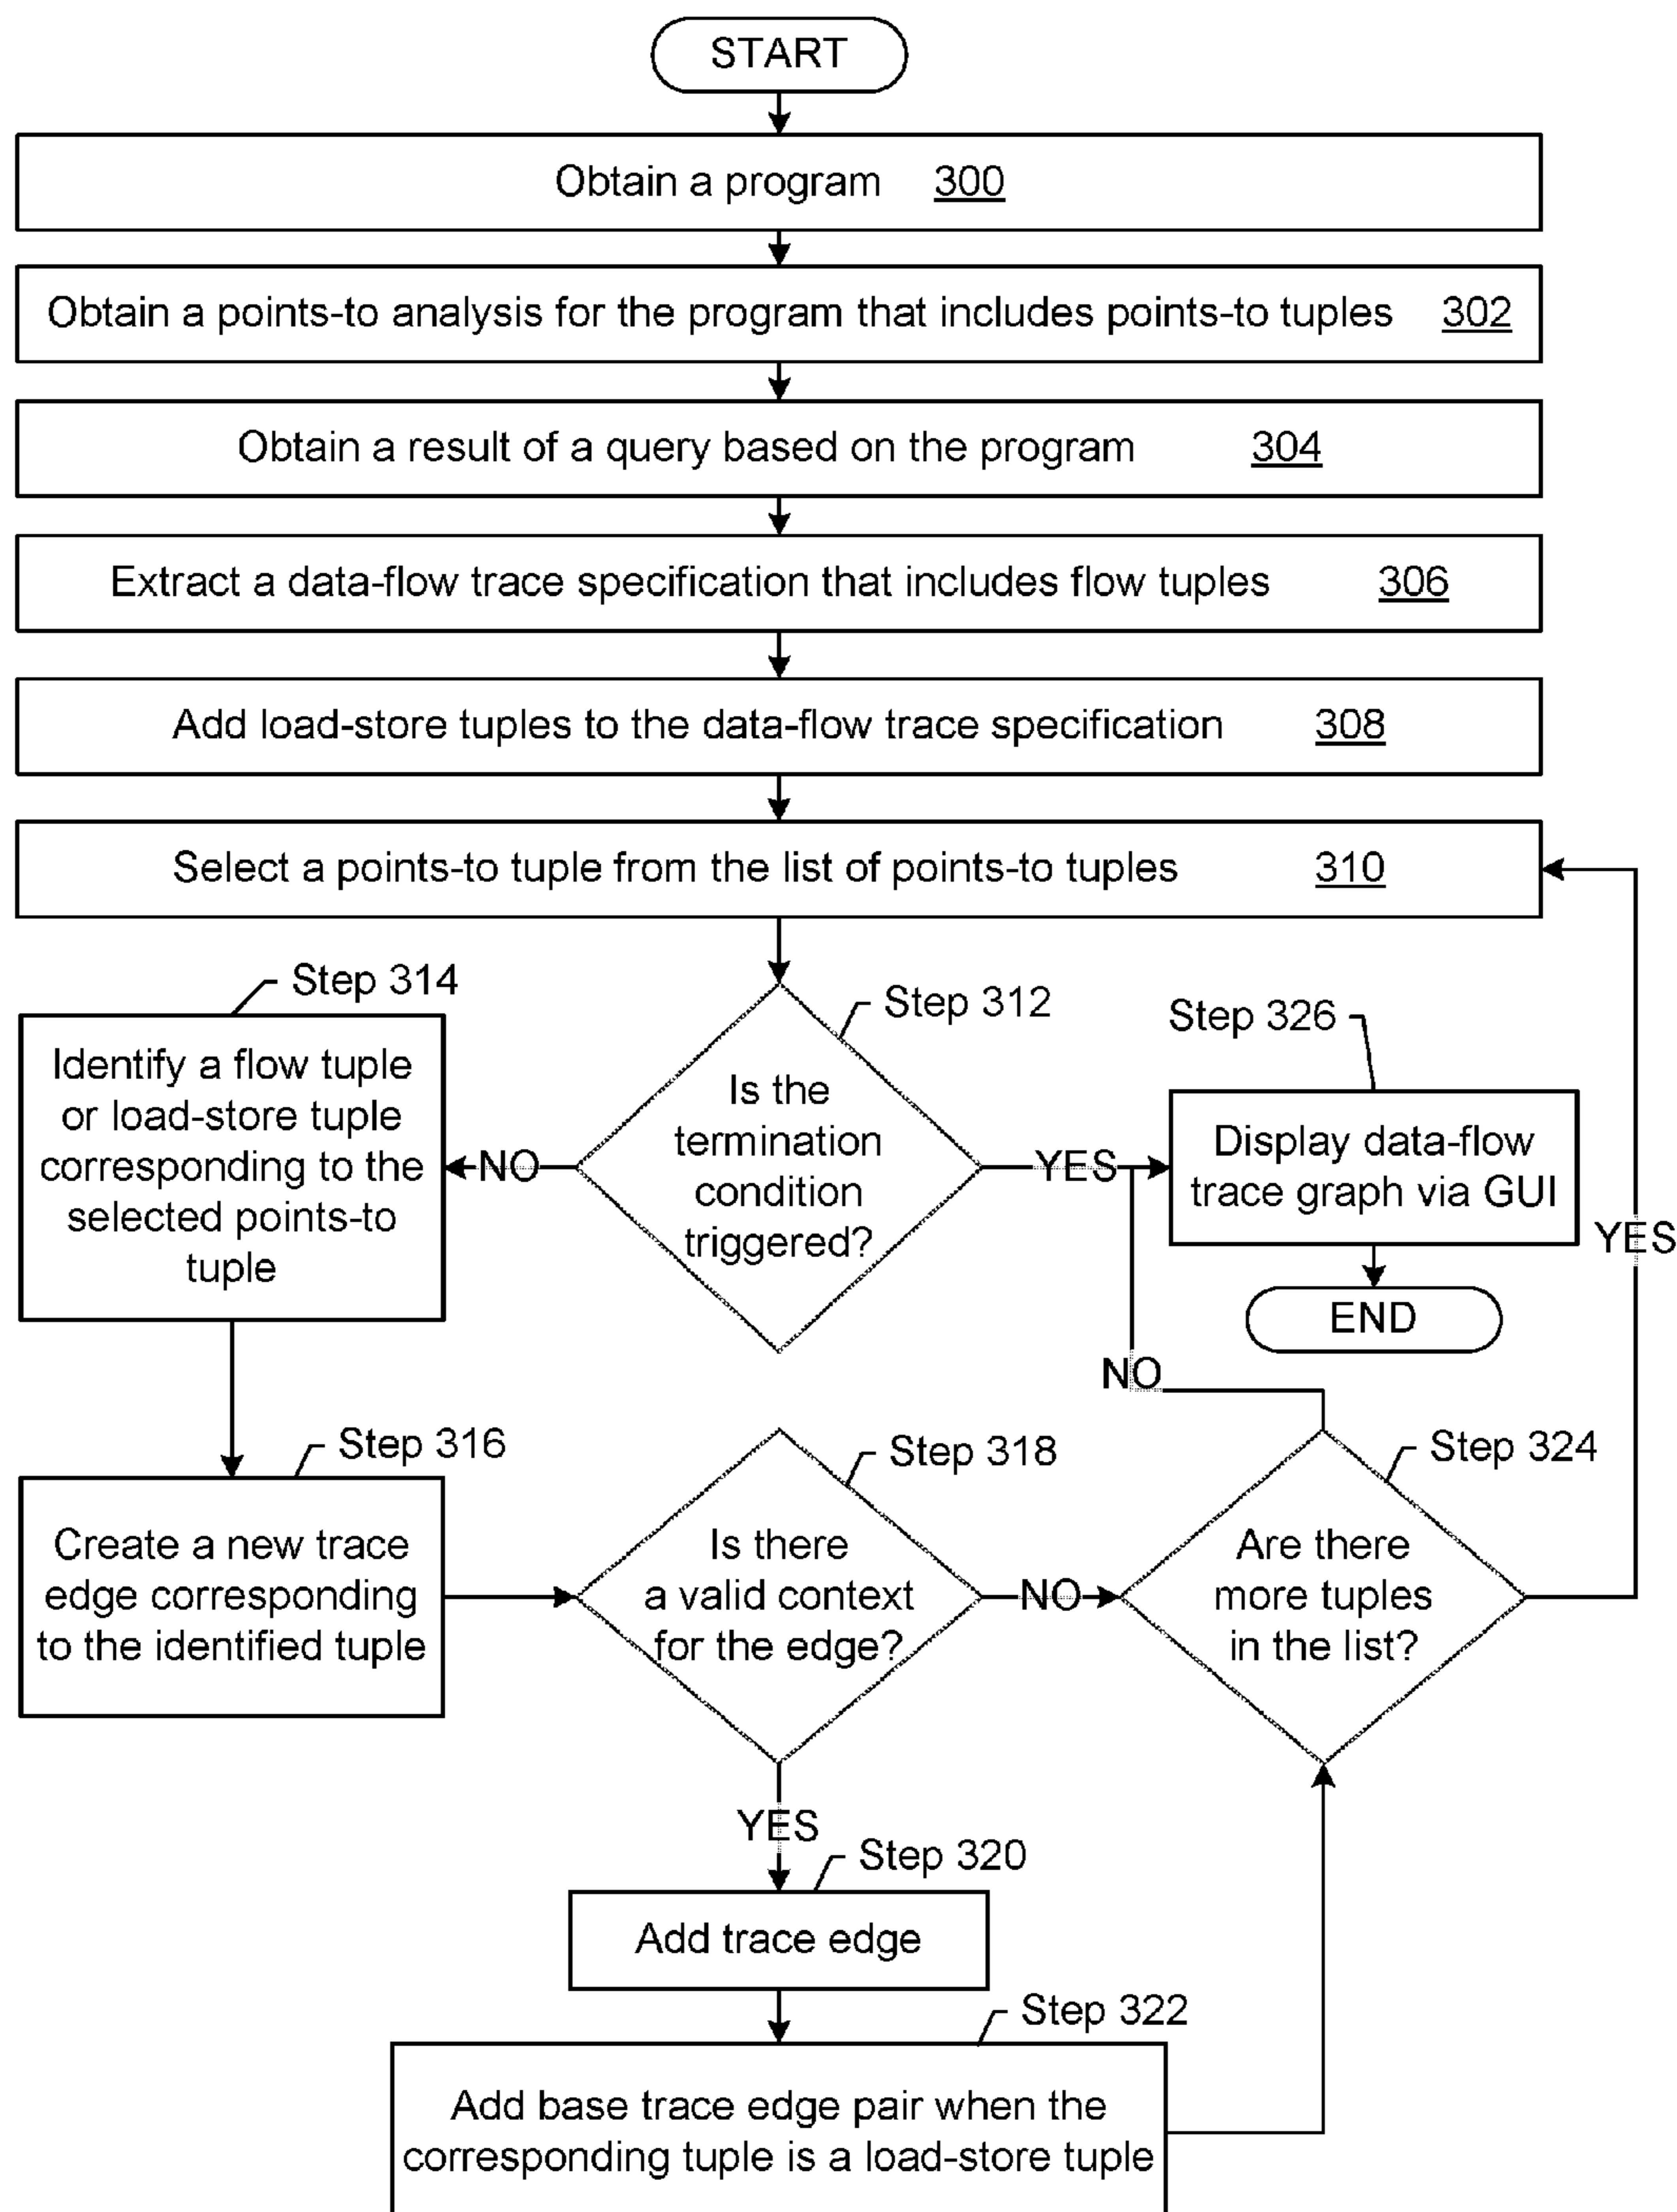 START
Obtain a program 300
Obtain a points-to analysis for the program that includes points-to tuples 302
Obtain a result of a query based on the program 304
Extract a data-flow trace specification that includes flow tuples 306
Add load-store tuples to the data-flow trace specification 308
Select a points-to tuple from the list of points-to tuples 310
Step 314
Identify a flow tuple
or load-store tuple
corresponding to the
selected points-to
tuple
NO
Step 312
Is the
termination
condition
triggered?
YES
Step 326
Display data-flow
trace graph via GUI
END
YES
NO
Step 316
Create a new trace
edge corresponding
to the identified tuple
Step 318
Is there
a valid context
for the edge?
NO
Step 324
Are there
more tuples
in the list?
YES
Step 320
Add trace edge
Step 322
Add base trace edge pair when the
corresponding tuple is a load-store tuple